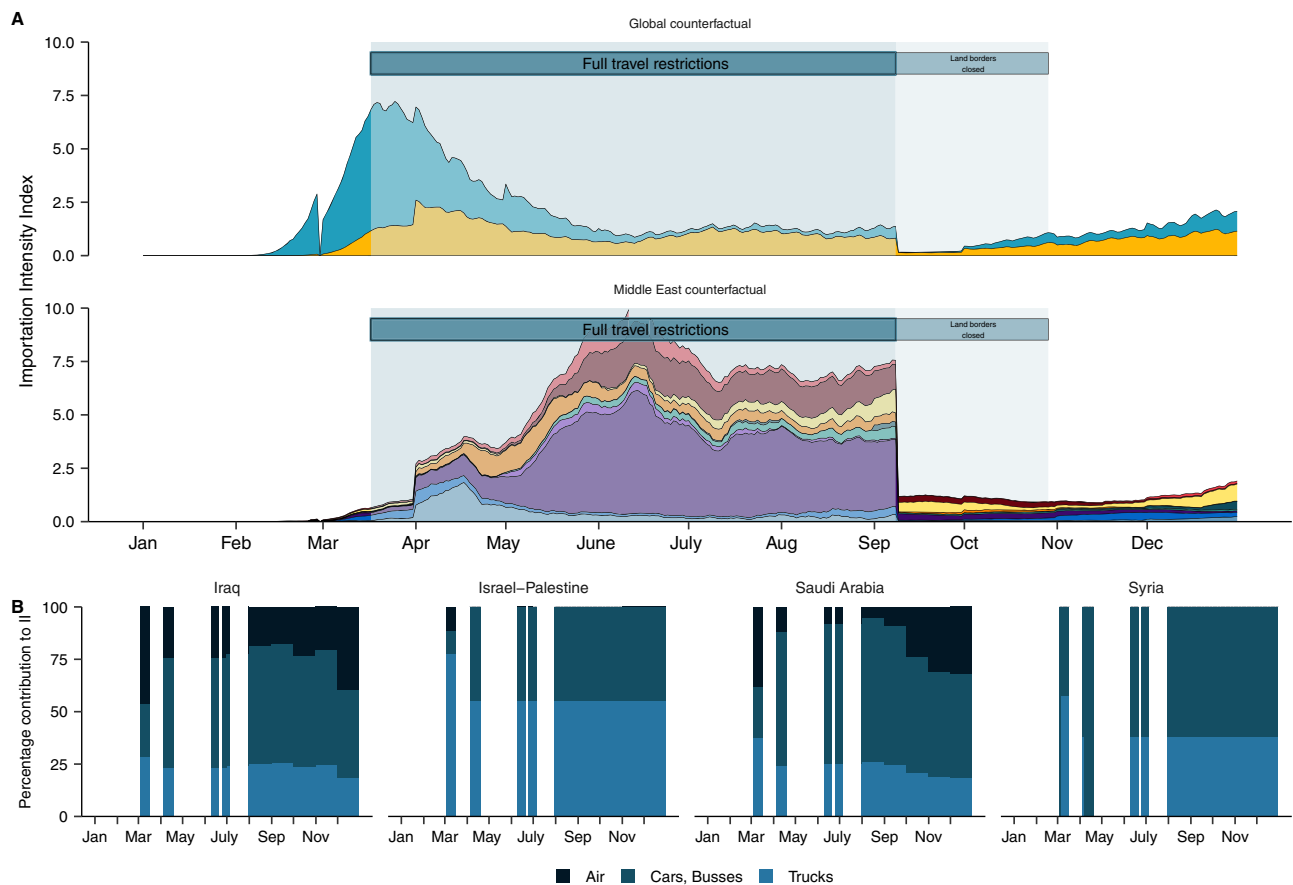 A
Global counterfactual
10.0
7.5
5.0
2.5
0.0
Full travel restrictions
Land borders
closed
Importation Intensity Index
Middle East counterfactual
10.0
7.5
5.0
2.5
0.0
Full travel restrictions
Land borders
closed
Jan Feb Mar Apr May June July Aug Sep Oct Nov Dec
B
Iraq Israel–Palestine Saudi Arabia Syria
Percentage contribution to II
100
75
50
25
0
Jan Mar May July Sep Nov Jan Mar May July Sep Nov Jan Mar May July Sep Nov Jan Mar May July Sep Nov
Air Cars, Busses Trucks